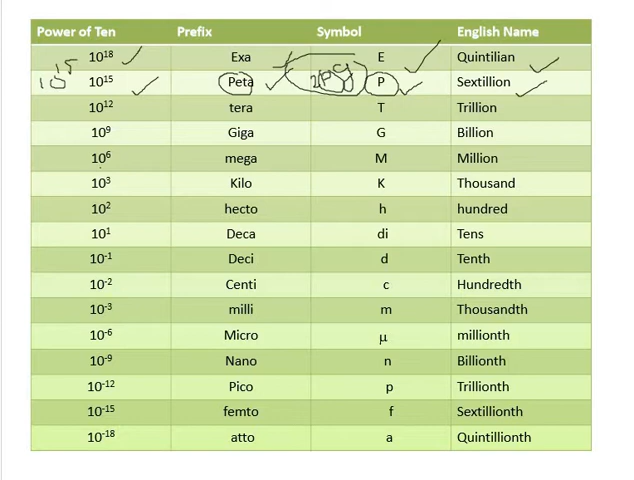 Power of Ten Prefix Symbol English Name
10¹⁸ Exa E Quintilian
10¹⁵ 10¹⁵ Peta P Sextillion
10¹² tera T Trillion
10⁹ Giga G Billion
10⁶ mega M Million
10³ Kilo K Thousand
10² hecto h hundred
10¹ Deca di Tens
10⁻¹ Deci d Tenth
10⁻² Centi c Hundredth
10⁻³ milli m Thousandth
10⁻⁶ Micro μ millionth
10⁻⁹ Nano n Billionth
10⁻¹² Pico p Trillionth
10⁻¹⁵ femto f Sextillionth
10⁻¹⁸ atto a Quintillionth